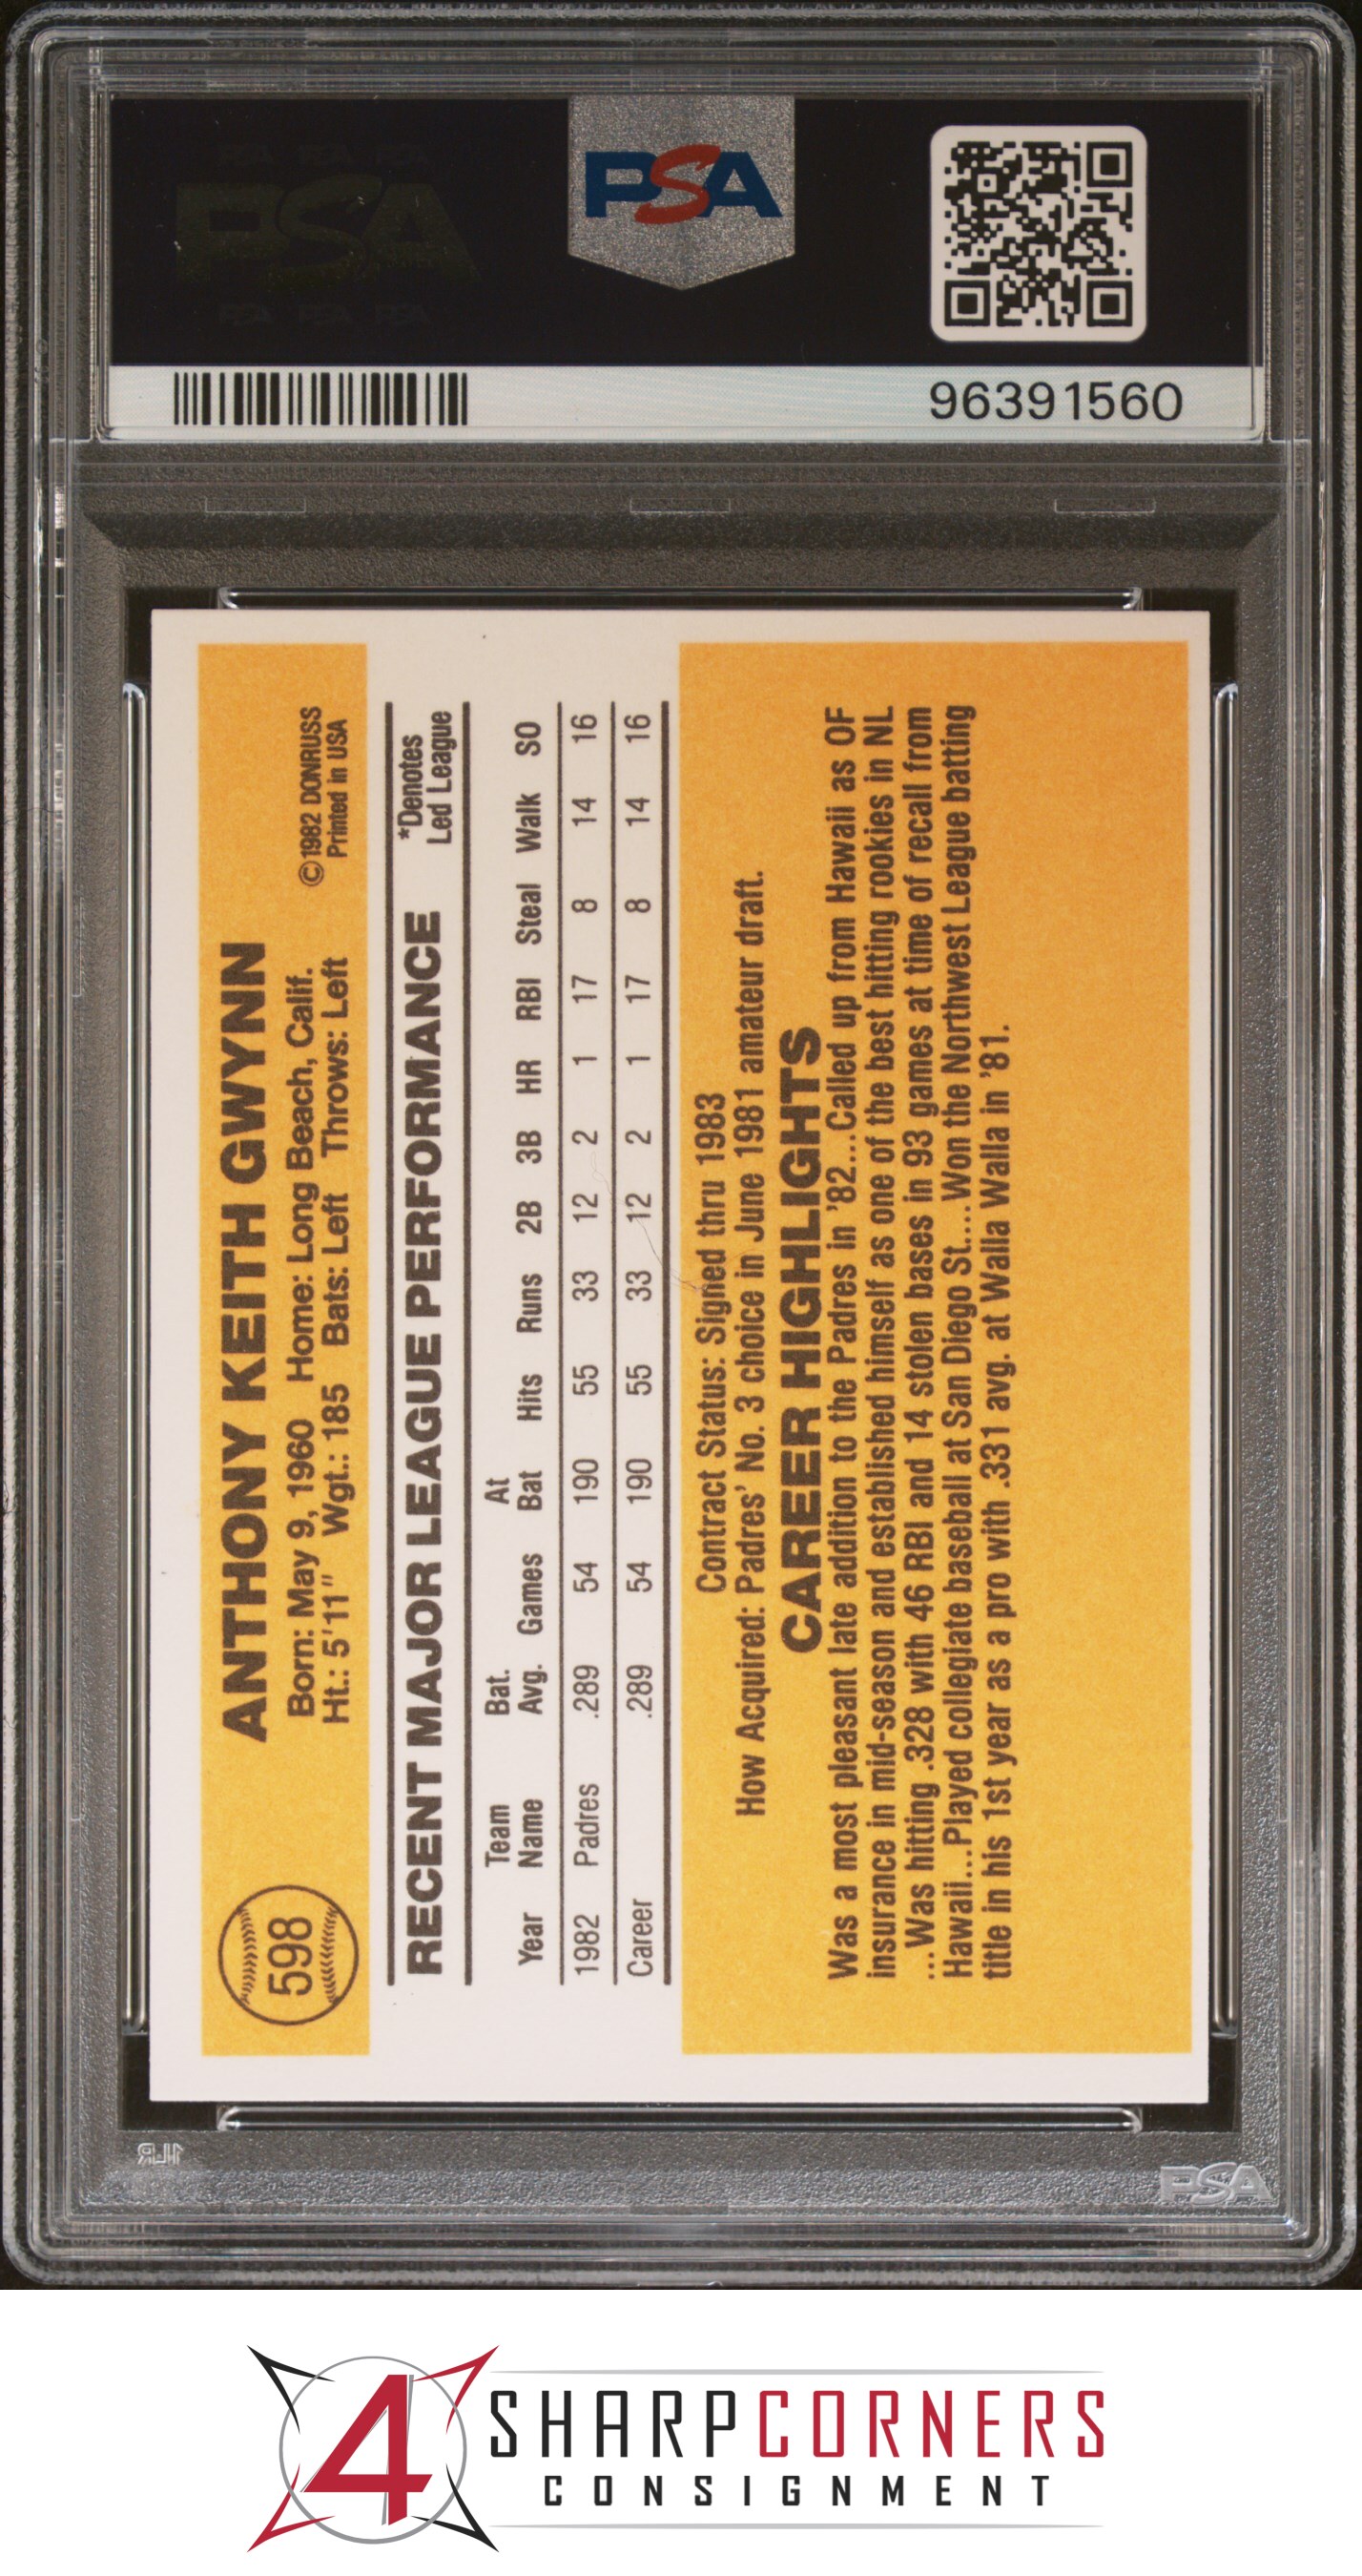 PSA
PSA
96391560
598
ANTHONY KEITH GWYNN
Born: May 9, 1960 Home: Long Beach, Calif.
Ht.: 5'11" Wgt.: 185 Bats: Left Throws: Left
©1982 DONRUSS
Printed in USA
RECENT MAJOR LEAGUE PERFORMANCE
*Denotes
Led League
Year Team Name Bat. Avg. Games At Bat Hits Runs 2B 3B HR RBI Steal Walk SO
1982 Padres .289 54 190 55 33 12 2 1 17 8 14 16
Career .289 54 190 55 33 12 2 1 17 8 14 16
Contract Status: Signed thru 1983
How Acquired: Padres' No. 3 choice in June 1981 amateur draft.
CAREER HIGHLIGHTS
Was a most pleasant late addition to the Padres in '82...Called up from Hawaii as OF
insurance in mid-season and established himself as one of the best hitting rookies in NL
...Was hitting .328 with 46 RBI and 14 stolen bases in 93 games at time of recall from
Hawaii...Played collegiate baseball at San Diego St....Won the Northwest League batting
title in his 1st year as a pro with .331 avg. at Walla Walla in '81.
PSA
4
SHARPCORNERS
CONSIGNMENT